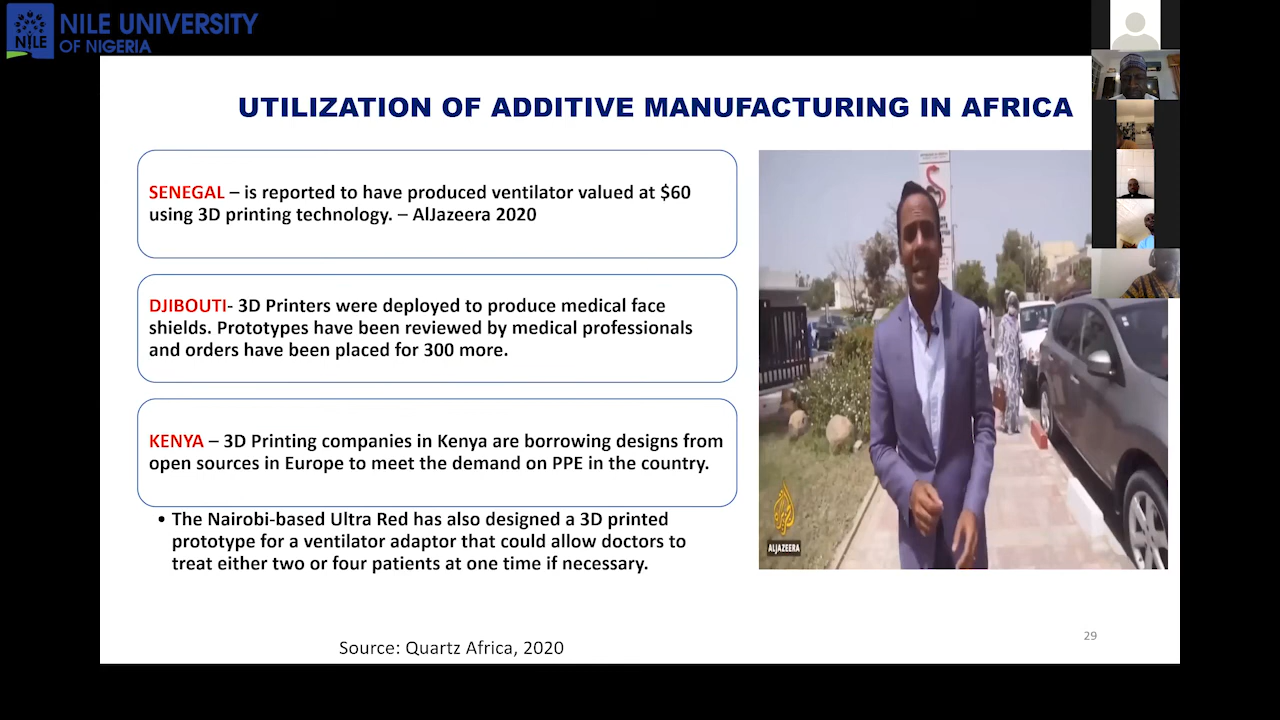 NILE UNIVERSITY
OF NIGERIA
NILE
UTILIZATION OF ADDITIVE MANUFACTURING IN AFRICA
SENEGAL – is reported to have produced ventilator valued at $60
using 3D printing technology. – AlJazeera 2020
DJIBOUTI- 3D Printers were deployed to produce medical face
shields. Prototypes have been reviewed by medical professionals
and orders have been placed for 300 more.
KENYA – 3D Printing companies in Kenya are borrowing designs from
open sources in Europe to meet the demand on PPE in the country.
• The Nairobi-based Ultra Red has also designed a 3D printed
prototype for a ventilator adaptor that could allow doctors to
treat either two or four patients at one time if necessary.
ALJAZEERA
Source: Quartz Africa, 2020
29